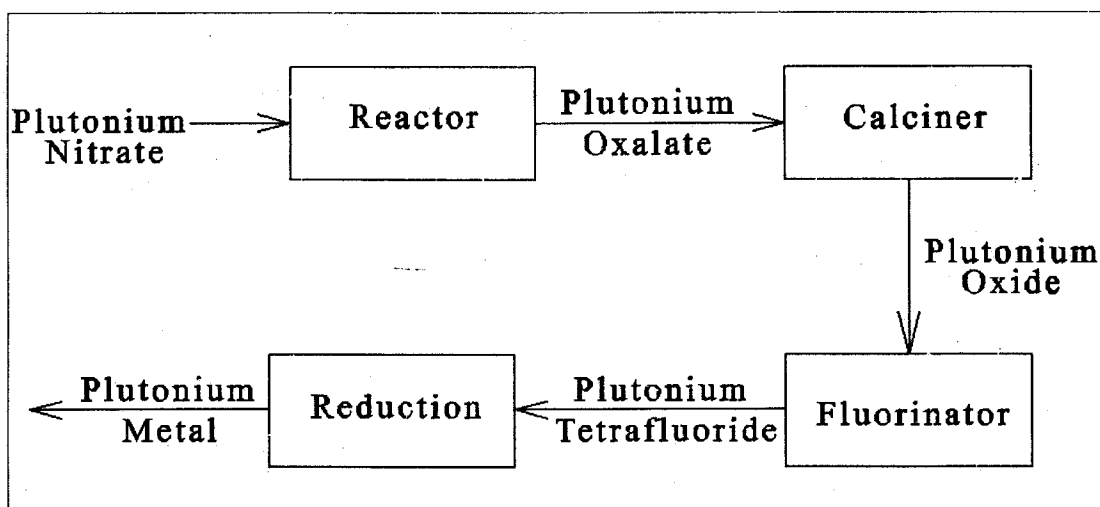 Plutonium
Nitrate
Reactor
Plutonium
Oxalate
Calciner
Plutonium
Oxide
Fluorinator
Plutonium
Tetrafluoride
Reduction
Plutonium
Metal